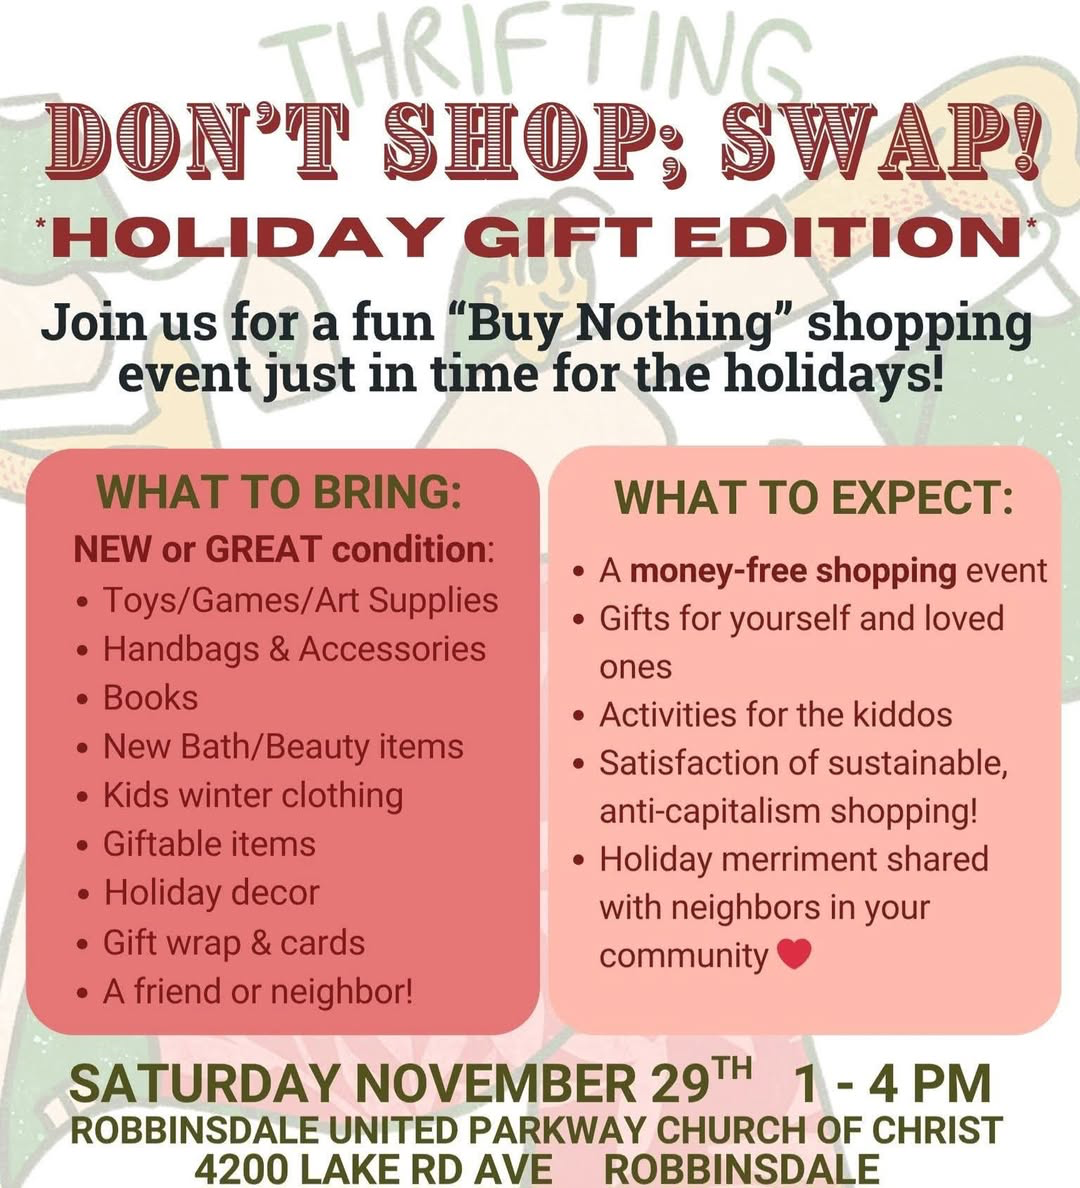 THRIFTING
DON'T SHOP; SWAP!
*HOLIDAY GIFT EDITION*
Join us for a fun “Buy Nothing” shopping
event just in time for the holidays!
WHAT TO BRING:
NEW or GREAT condition:
• Toys/Games/Art Supplies
• Handbags & Accessories
• Books
• New Bath/Beauty items
• Kids winter clothing
• Giftable items
• Holiday decor
• Gift wrap & cards
• A friend or neighbor!
WHAT TO EXPECT:
• A money-free shopping event
• Gifts for yourself and loved
ones
• Activities for the kiddos
• Satisfaction of sustainable,
anti-capitalism shopping!
• Holiday merriment shared
with neighbors in your
community ❤
SATURDAY NOVEMBER 29TH 1 - 4 PM
ROBBINSDALE UNITED PARKWAY CHURCH OF CHRIST
4200 LAKE RD AVE ROBBINSDALE